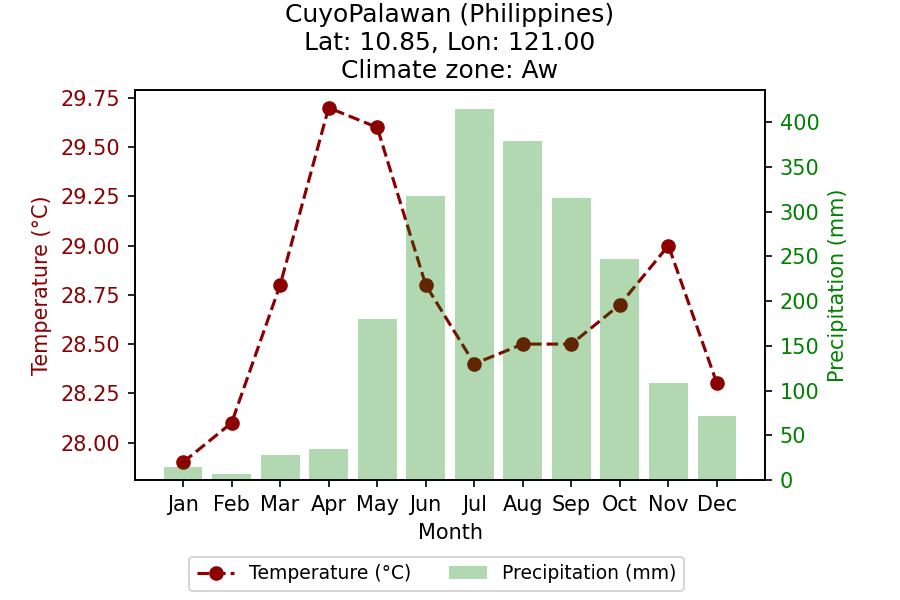 CuyoPalawan (Philippines)
Lat: 10.85, Lon: 121.00
Climate zone: Aw
29.75
29.50
29.25
29.00
28.75
28.50
28.25
28.00
Temperature (°C)
400
350
300
250
200
150
100
50
0
Precipitation (mm)
Jan Feb Mar Apr May Jun Jul Aug Sep Oct Nov Dec
Month
Temperature (°C) Precipitation (mm)